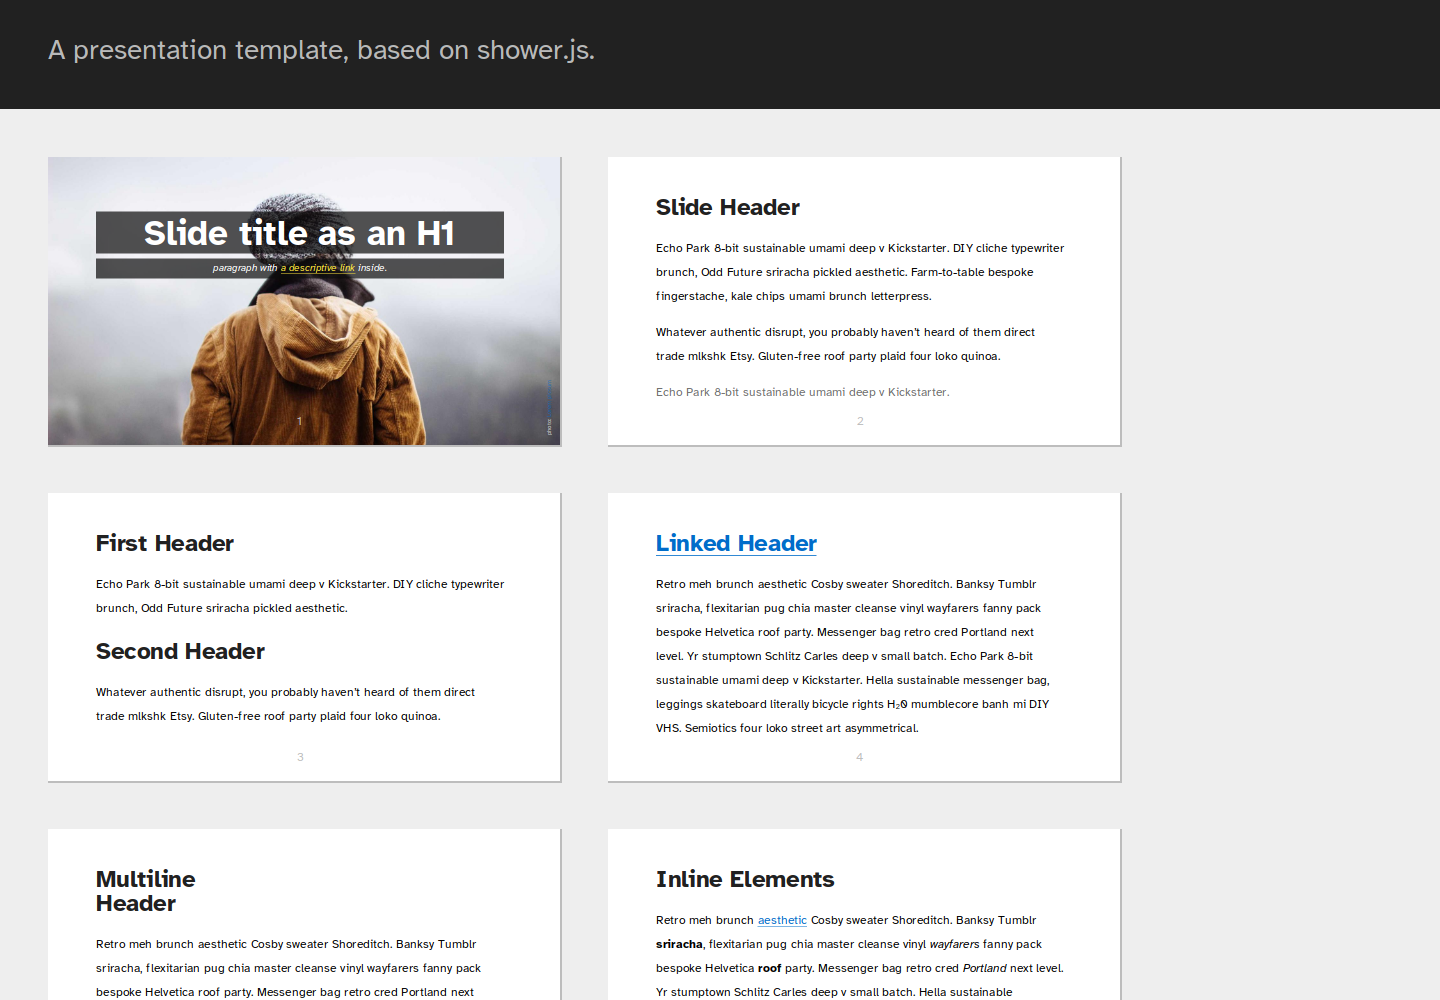 A presentation template, based on shower.js.
Slide title as an H1
paragraph with a descriptive link inside.
photo:
1
Slide Header
Echo Park 8-bit sustainable umami deep v Kickstarter. DIY cliche typewriter
brunch, Odd Future sriracha pickled aesthetic. Farm-to-table bespoke
fingerstache, kale chips umami brunch letterpress.
Whatever authentic disrupt, you probably haven't heard of them direct
trade mlkshk Etsy. Gluten-free roof party plaid four loko quinoa.
Echo Park 8-bit sustainable umami deep v Kickstarter.
2
First Header
Echo Park 8-bit sustainable umami deep v Kickstarter. DIY cliche typewriter
brunch, Odd Future sriracha pickled aesthetic.
Second Header
Whatever authentic disrupt, you probably haven't heard of them direct
trade mlkshk Etsy. Gluten-free roof party plaid four loko quinoa.
3
Linked Header
Retro meh brunch aesthetic Cosby sweater Shoreditch. Banksy Tumblr
sriracha, flexitarian pug chia master cleanse vinyl wayfarers fanny pack
bespoke Helvetica roof party. Messenger bag retro cred Portland next
level. Yr stumptown Schlitz Carles deep v small batch. Echo Park 8-bit
sustainable umami deep v Kickstarter. Hella sustainable messenger bag,
leggings skateboard literally bicycle rights H₂0 mumblecore banh mi DIY
VHS. Semiotics four loko street art asymmetrical.
4
Multiline
Header
Retro meh brunch aesthetic Cosby sweater Shoreditch. Banksy Tumblr
sriracha, flexitarian pug chia master cleanse vinyl wayfarers fanny pack
bespoke Helvetica roof party. Messenger bag retro cred Portland next
Inline Elements
Retro meh brunch aesthetic Cosby sweater Shoreditch. Banksy Tumblr
sriracha, flexitarian pug chia master cleanse vinyl wayfarers fanny pack
bespoke Helvetica roof party. Messenger bag retro cred Portland next level.
Yr stumptown Schlitz Carles deep v small batch. Hella sustainable